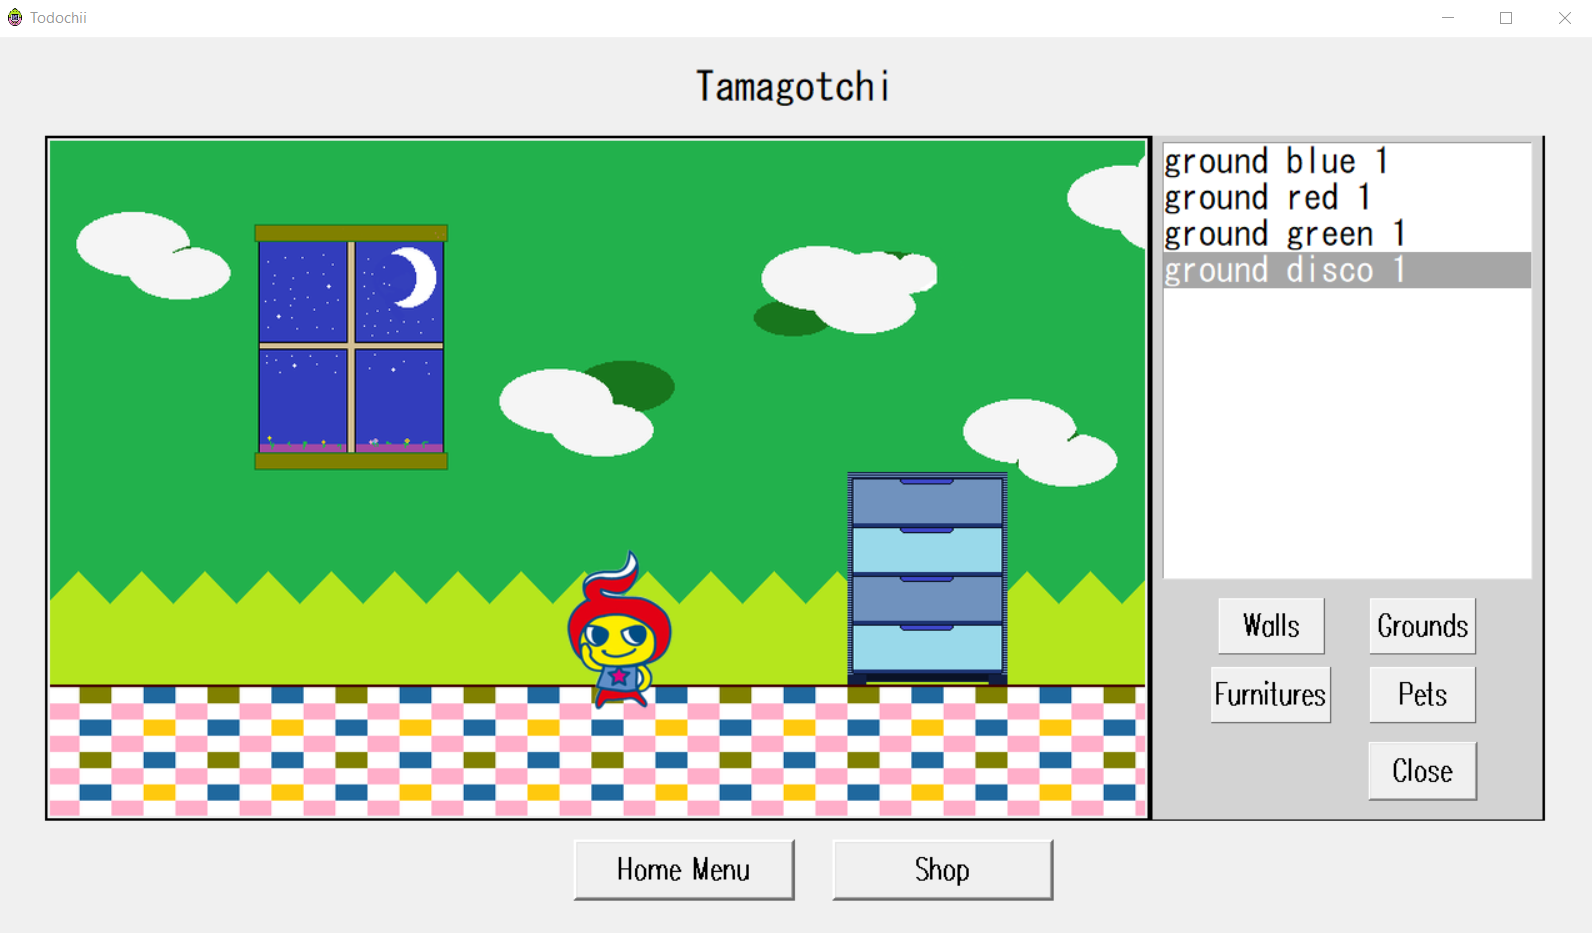 Todochii
Tamagotchi
ground blue 1
ground red 1
ground green 1
ground disco 1
Walls
Grounds
Furnitures
Pets
Close
Home Menu
Shop